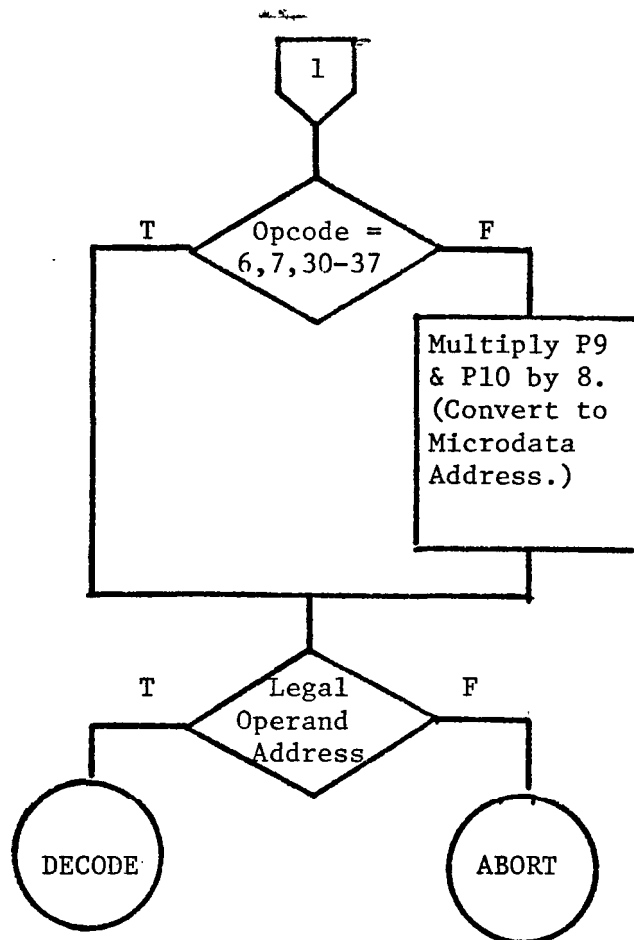 1
T
Opcode =
6,7,30-37
F
Multiply P9
& P10 by 8.
(Convert to
Microdata
Address.)
T
Legal
Operand
Address
F
DECODE
ABORT